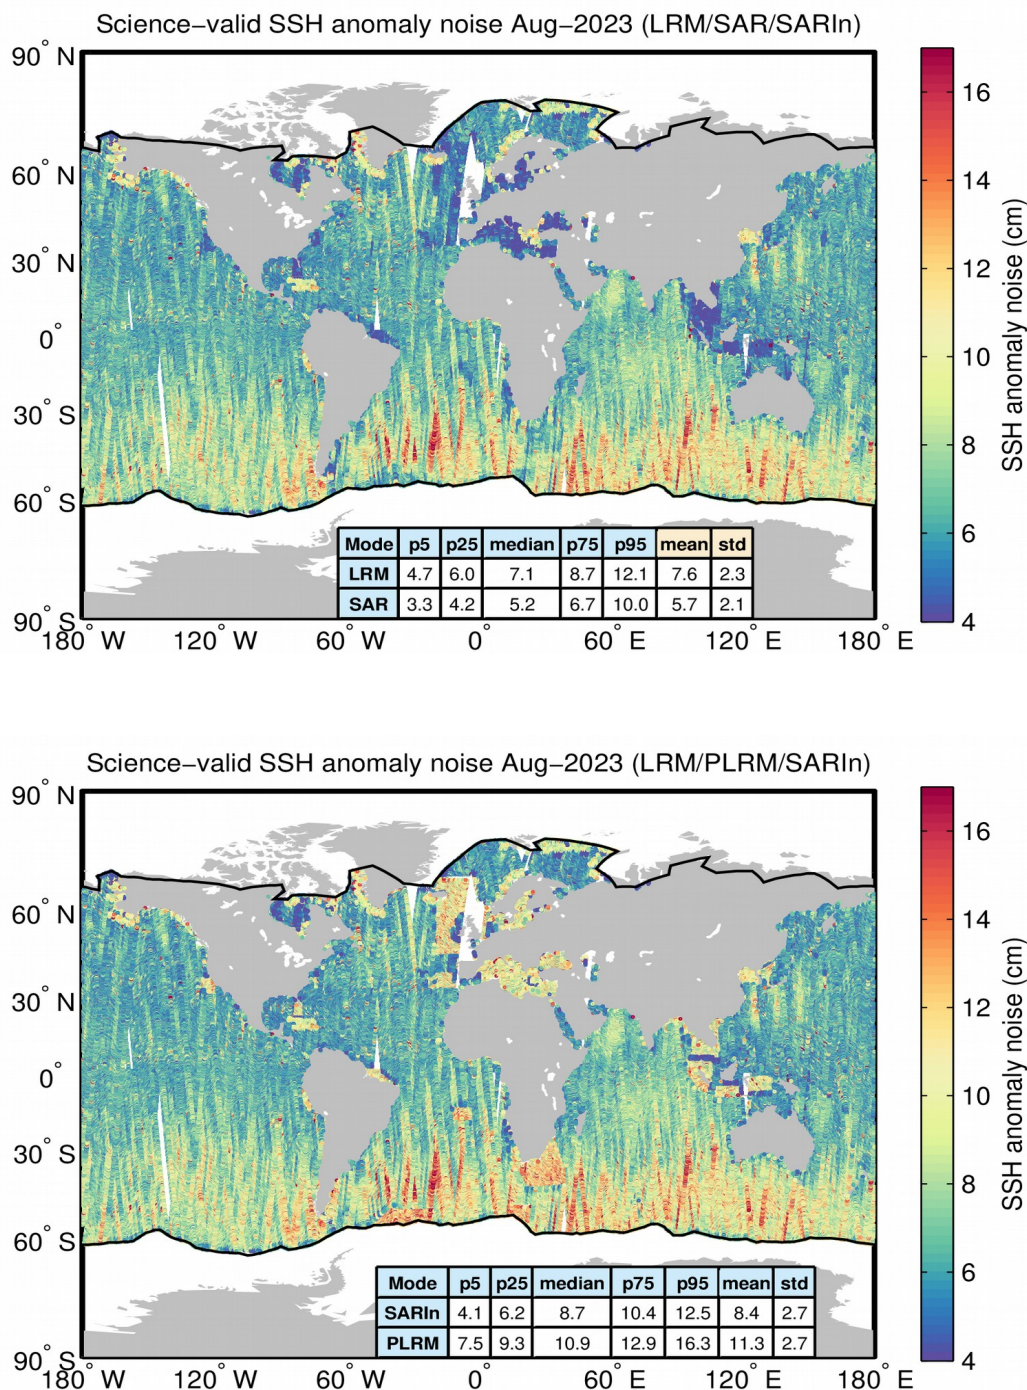 Science−valid SSH anomaly noise Aug−2023 (LRM/SAR/SARIn)
90° N
60° N
30° N
0°
30° S
60° S
90° S
180° W 120° W 60° W 0° 60° E 120° E 180° E
Mode p5 p25 median p75 p95 mean std
LRM 4.7 6.0 7.1 8.7 12.1 7.6 2.3
SAR 3.3 4.2 5.2 6.7 10.0 5.7 2.1
16
14
12
10
8
6
4
SSH anomaly noise (cm)
Science−valid SSH anomaly noise Aug−2023 (LRM/PLRM/SARIn)
90° N
60° N
30° N
0°
30° S
60° S
90° S
180° W 120° W 60° W 0° 60° E 120° E 180° E
Mode p5 p25 median p75 p95 mean std
SARIn 4.1 6.2 8.7 10.4 12.5 8.4 2.7
PLRM 7.5 9.3 10.9 12.9 16.3 11.3 2.7
16
14
12
10
8
6
4
SSH anomaly noise (cm)